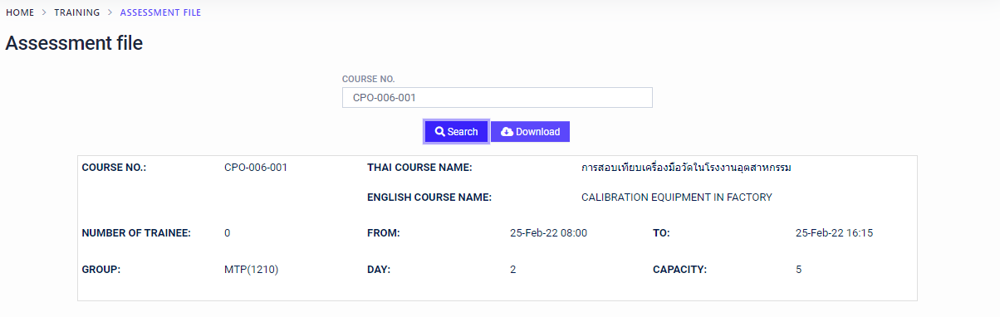 HOME > TRAINING > ASSESSMENT FILE
Assessment file
COURSE NO.
CPO-006-001
Search Download
COURSE NO.: CPO-006-001 THAI COURSE NAME: การสอบเทียบเครื่องมือวัดในโรงงานอุตสาหกรรม
ENGLISH COURSE NAME: CALIBRATION EQUIPMENT IN FACTORY
NUMBER OF TRAINEE: 0 FROM: 25-Feb-22 08:00 TO: 25-Feb-22 16:15
GROUP: MTP(1210) DAY: 2 CAPACITY: 5